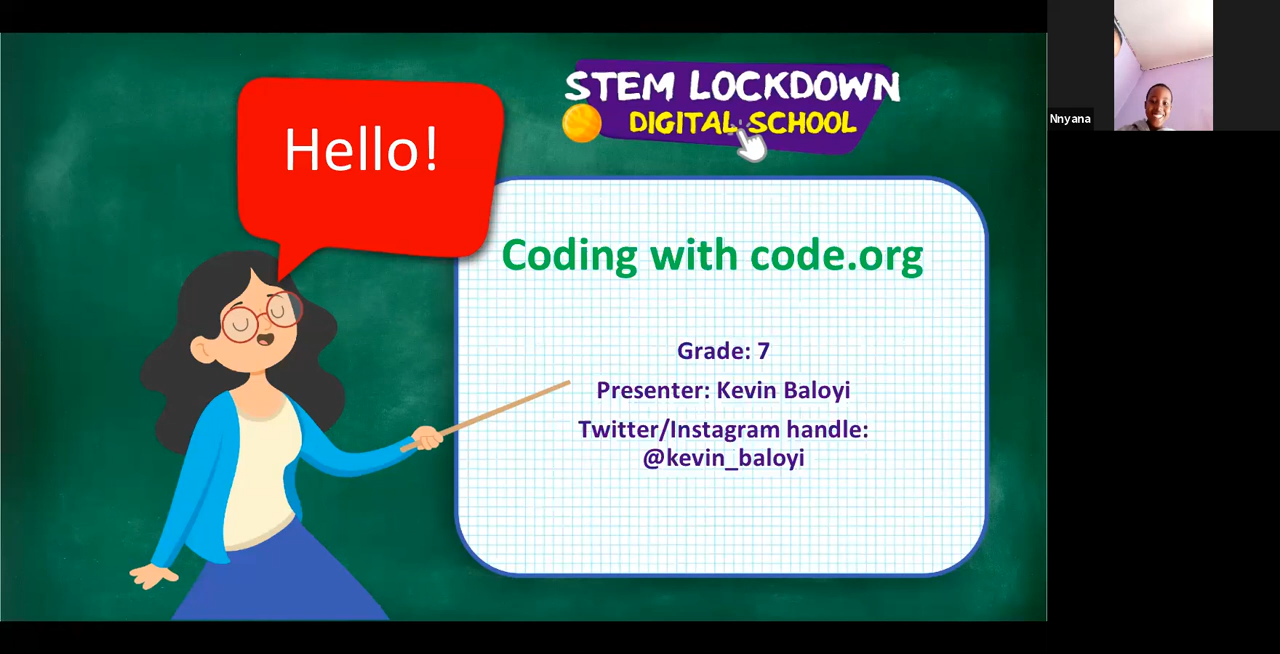 Hello!
STEM LOCKDOWN
DIGITAL SCHOOL
Coding with code.org
Grade: 7
Presenter: Kevin Baloyi
Twitter/Instagram handle:
@kevin_baloyi
Nnyana